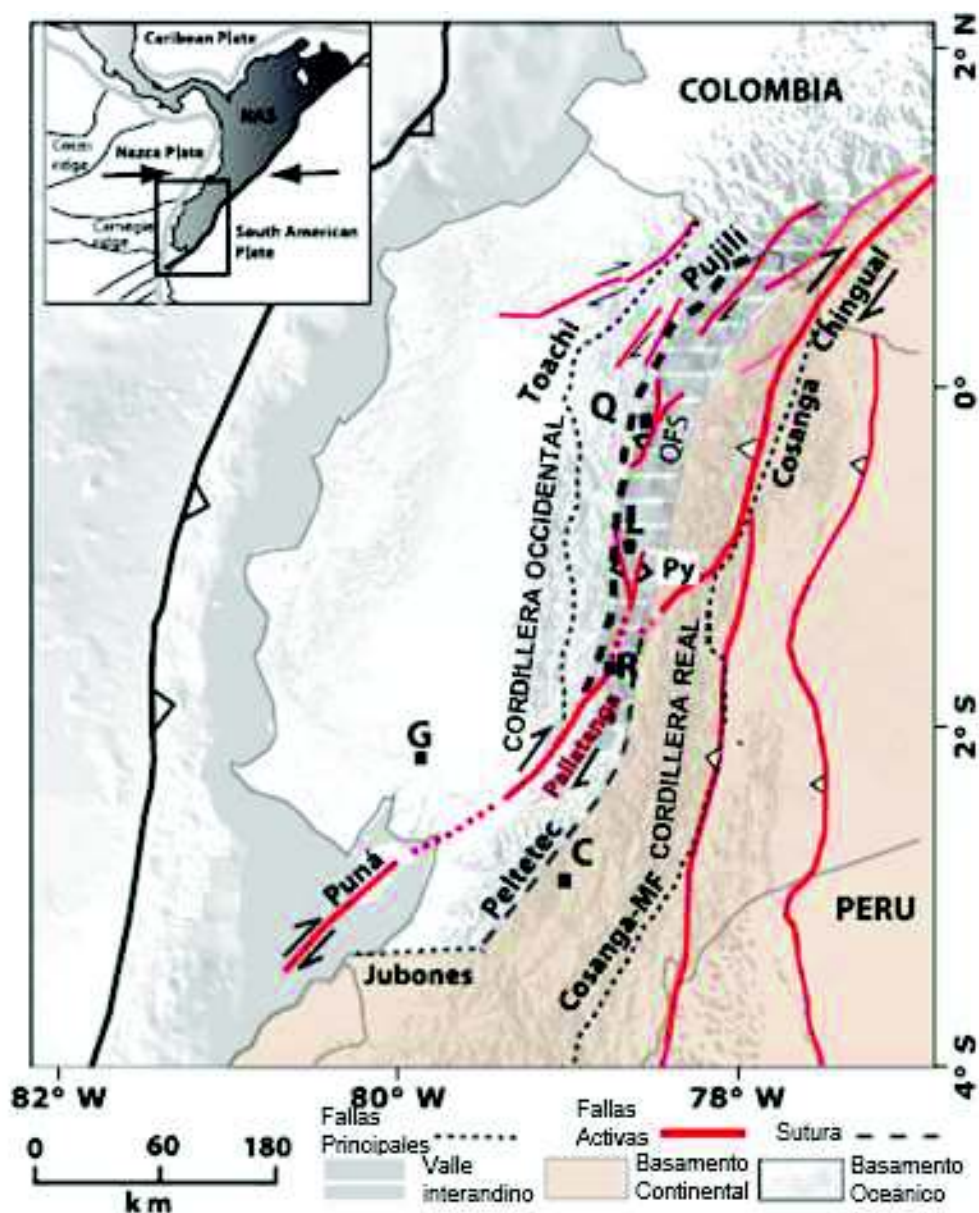 Caribean Plate
NAS
Cocos
ridge
Nazca Plate
Carnegie
ridge
South American
Plate
COLOMBIA
2° N
Pujili
Toachi
Chingual
Cosanga
0°
Q
QFS
CORDILLERA OCCIDENTAL
L
Py
R
CORDILLERA REAL
Pallatanga
2° S
G
Puná
Peltetec
C
Cosanga-MF
PERU
Jubones
4° S
82° W
80° W
78° W
0 60 180
km
Fallas
Principales
Fallas
Activas
Sutura
Valle
interandino
Basamento
Continental
Basamento
Oceánico